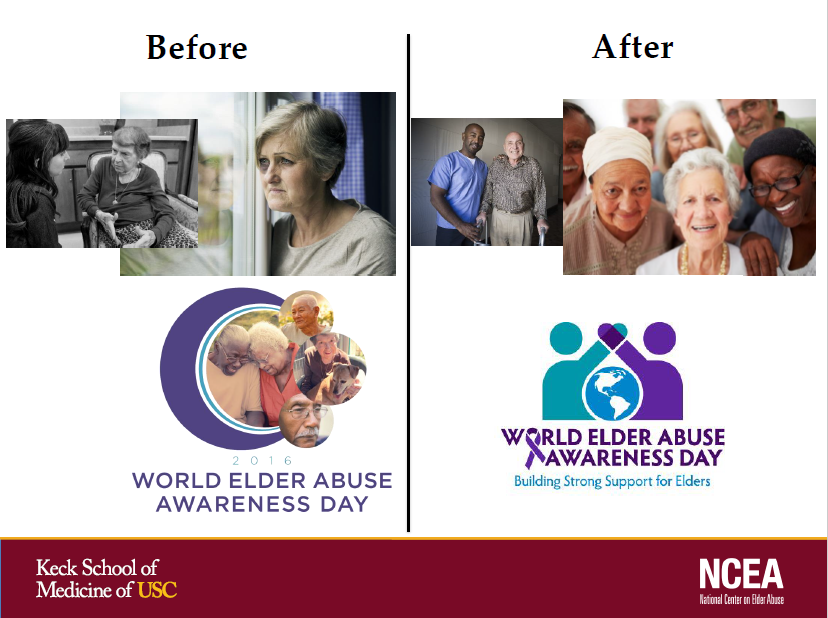 Before
After
2016
WORLD ELDER ABUSE
AWARENESS DAY
WORLD ELDER ABUSE
AWARENESS DAY
Building Strong Support for Elders
Keck School of
Medicine of USC
NCEA
National Center on Elder Abuse